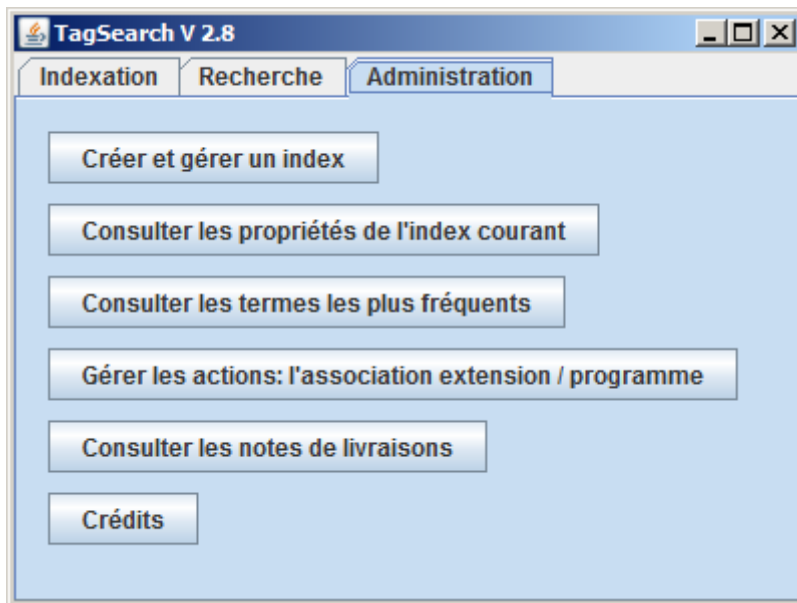 TagSearch V 2.8
Indexation Recherche Administration
Créer et gérer un index
Consulter les propriétés de l'index courant
Consulter les termes les plus fréquents
Gérer les actions: l'association extension / programme
Consulter les notes de livraisons
Crédits